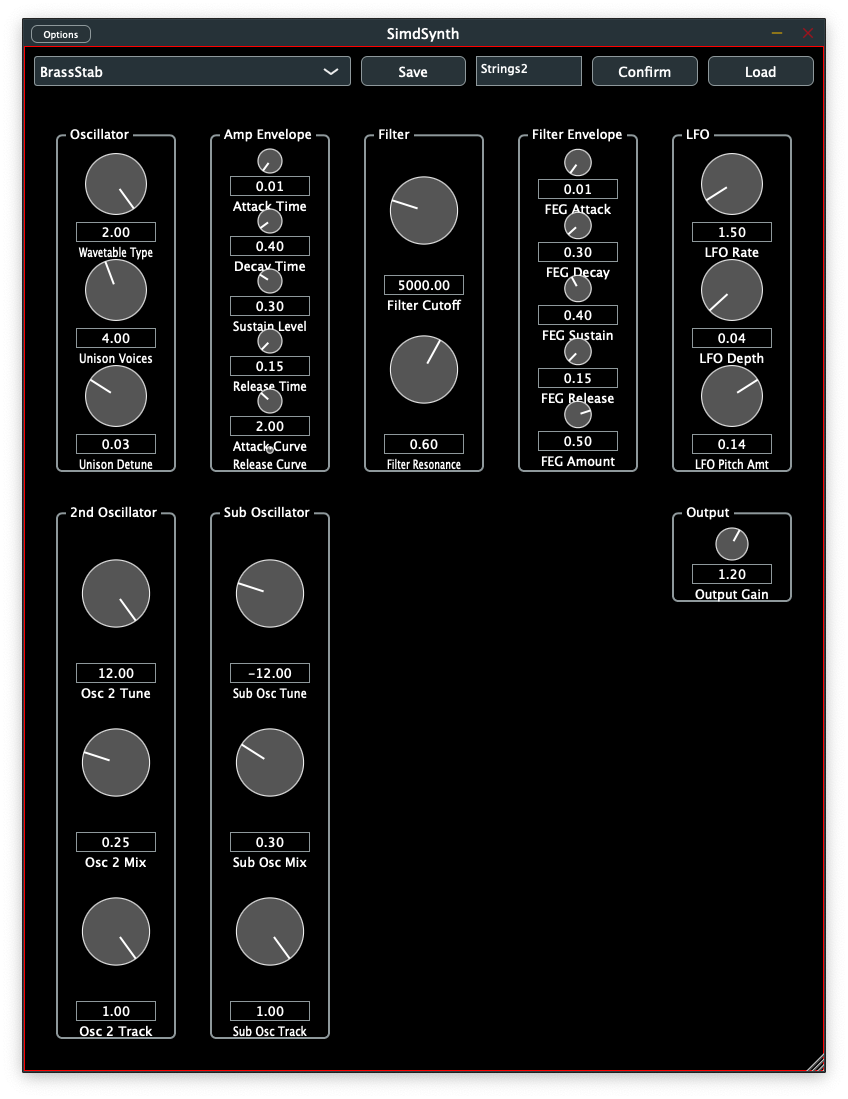 Options
SimdSynth
BrassStab
Save
Strings2
Confirm
Load
Oscillator
2.00
Wavetable Type
4.00
Unison Voices
0.03
Unison Detune
Amp Envelope
0.01
Attack Time
0.40
Decay Time
0.30
Sustain Level
0.15
Release Time
2.00
Attack Curve
Release Curve
Filter
5000.00
Filter Cutoff
0.60
Filter Resonance
Filter Envelope
0.01
FEG Attack
0.30
FEG Decay
0.40
FEG Sustain
0.15
FEG Release
0.50
FEG Amount
LFO
1.50
LFO Rate
0.04
LFO Depth
0.14
LFO Pitch Amt
2nd Oscillator
12.00
Osc 2 Tune
0.25
Osc 2 Mix
1.00
Osc 2 Track
Sub Oscillator
-12.00
Sub Osc Tune
0.30
Sub Osc Mix
1.00
Sub Osc Track
Output
1.20
Output Gain